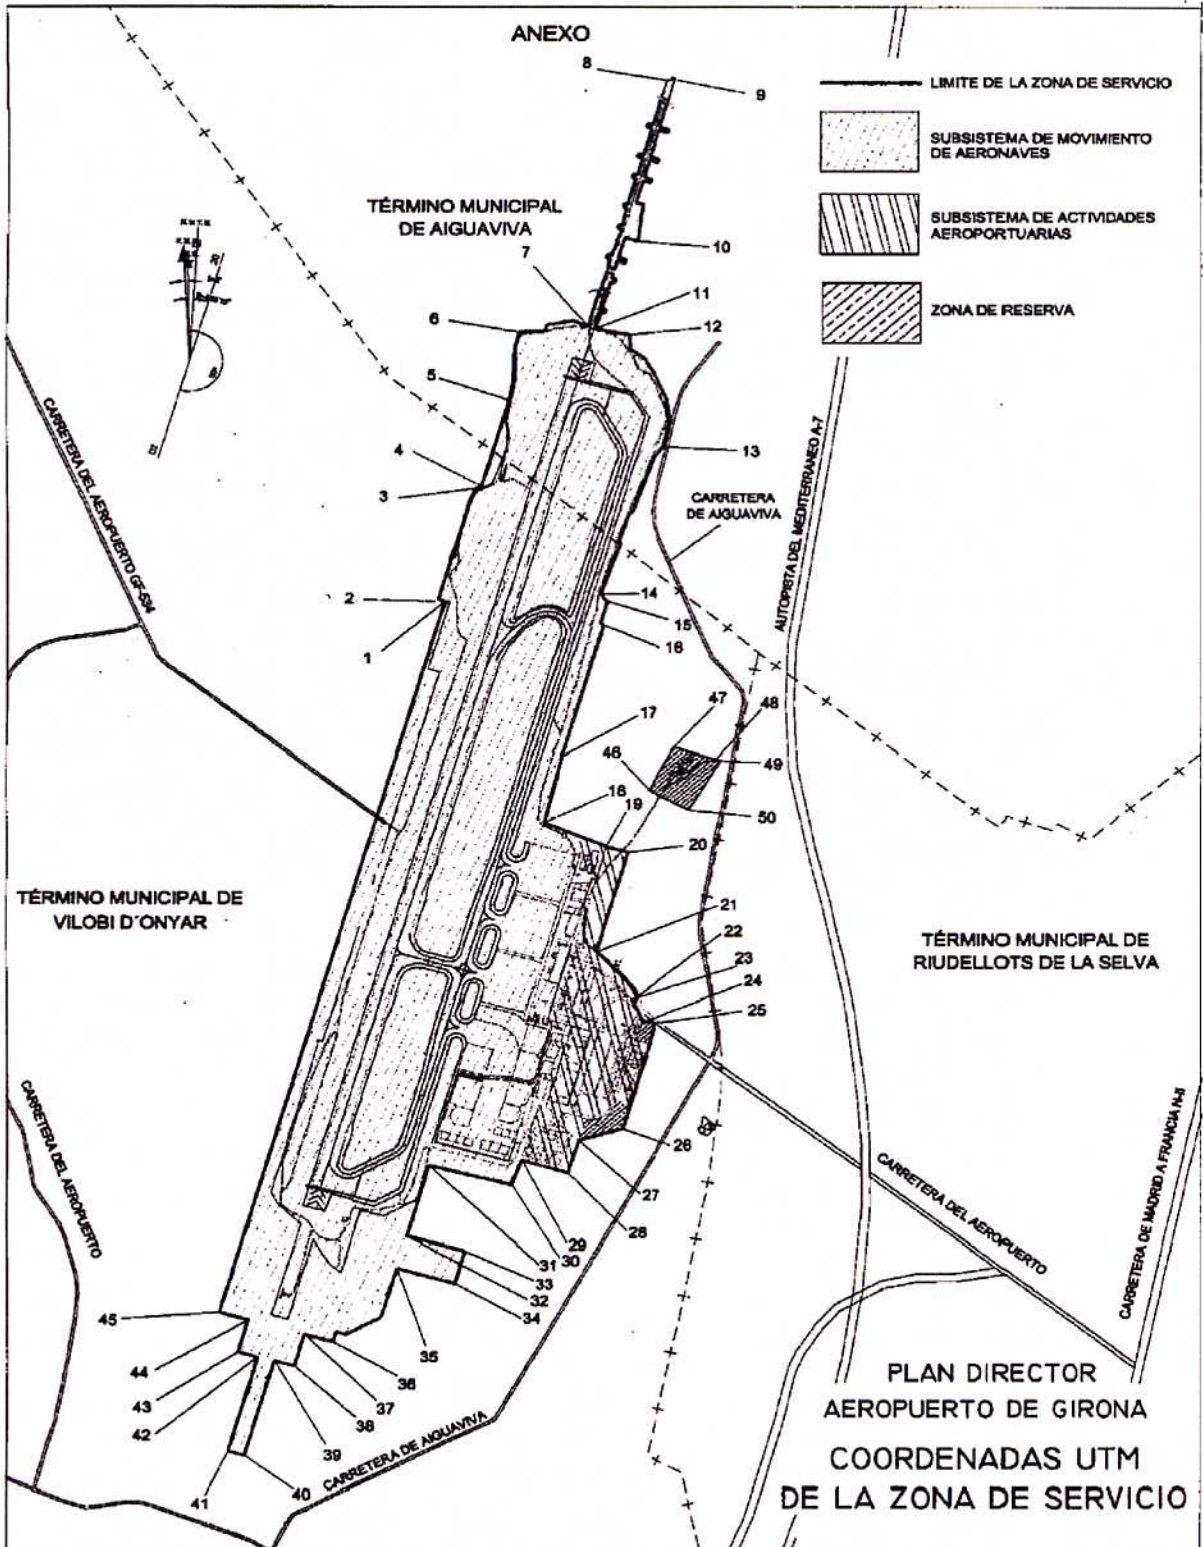 ANEXO
8
9
LIMITE DE LA ZONA DE SERVICIO
SUBSISTEMA DE MOVIMIENTO
DE AERONAVES
SUBSISTEMA DE ACTIVIDADES
AEROPORTUARIAS
ZONA DE RESERVA
TÉRMINO MUNICIPAL
DE AIGUAVIVA
7
10
11
6
12
5
4
13
3
CARRETERA
DE AIGUAVIVA
CARRETERA DEL AEROPUERTO GF-534
AUTOPISTA DEL MEDITERRANEO A-7
2
14
15
1
16
17
47
48
46
49
18
19
50
20
TÉRMINO MUNICIPAL DE
VILOBI D´ONYAR
21
22
TÉRMINO MUNICIPAL DE
RIUDELLOTS DE LA SELVA
23
24
25
CARRETERA DEL AEROPUERTO
26
27
28
29
30
31
32
33
34
CARRETERA DEL AEROPUERTO
CARRETERA DE MADRID A FRANCIA N-II
45
44
35
43
36
42
37
38
39
41
40
CARRETERA DE AIGUAVIVA
PLAN DIRECTOR
AEROPUERTO DE GIRONA
COORDENADAS UTM
DE LA ZONA DE SERVICIO